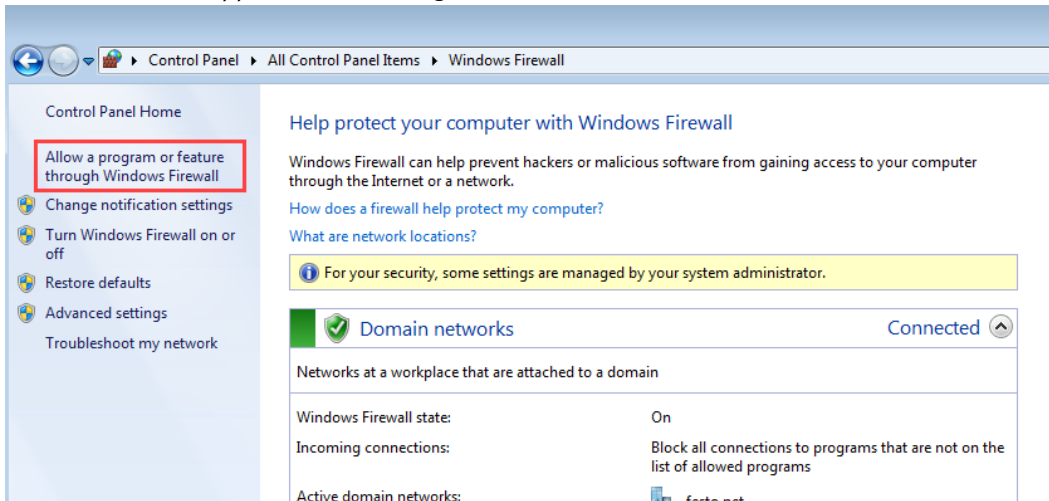 Control Panel ▸ All Control Panel Items ▸ Windows Firewall
Control Panel Home
Allow a program or feature
through Windows Firewall
Change notification settings
Turn Windows Firewall on or
off
Restore defaults
Advanced settings
Troubleshoot my network
Help protect your computer with Windows Firewall
Windows Firewall can help prevent hackers or malicious software from gaining access to your computer
through the Internet or a network.
How does a firewall help protect my computer?
What are network locations?
For your security, some settings are managed by your system administrator.
Domain networks
Connected
Networks at a workplace that are attached to a domain
Windows Firewall state:
On
Incoming connections:
Block all connections to programs that are not on the
list of allowed programs
Active domain networks: